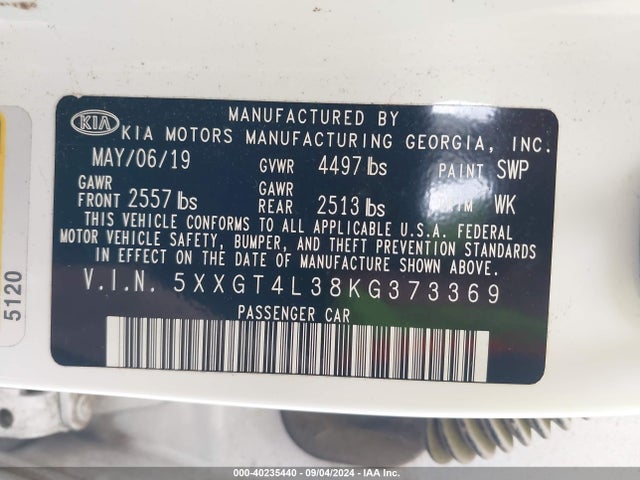 MANUFACTURED BY
KIA KIA MOTORS MANUFACTURING GEORGIA, INC.
MAY/06/19 GVWR 4497 lbs PAINT SWP
GAWR FRONT 2557 lbs GAWR REAR 2513 lbs WK
THIS VEHICLE CONFORMS TO ALL APPLICABLE U.S.A. FEDERAL
MOTOR VEHICLE SAFETY, BUMPER, AND THEFT PREVENTION STANDARDS
IN EFFECT ON THE DATE OF MANUFACTURE SHOWN ABOVE.
V.I.N. 5XXGT4L38KG373369
PASSENGER CAR
5120
000-40235440 - 09/04/2024 - IAA Inc.